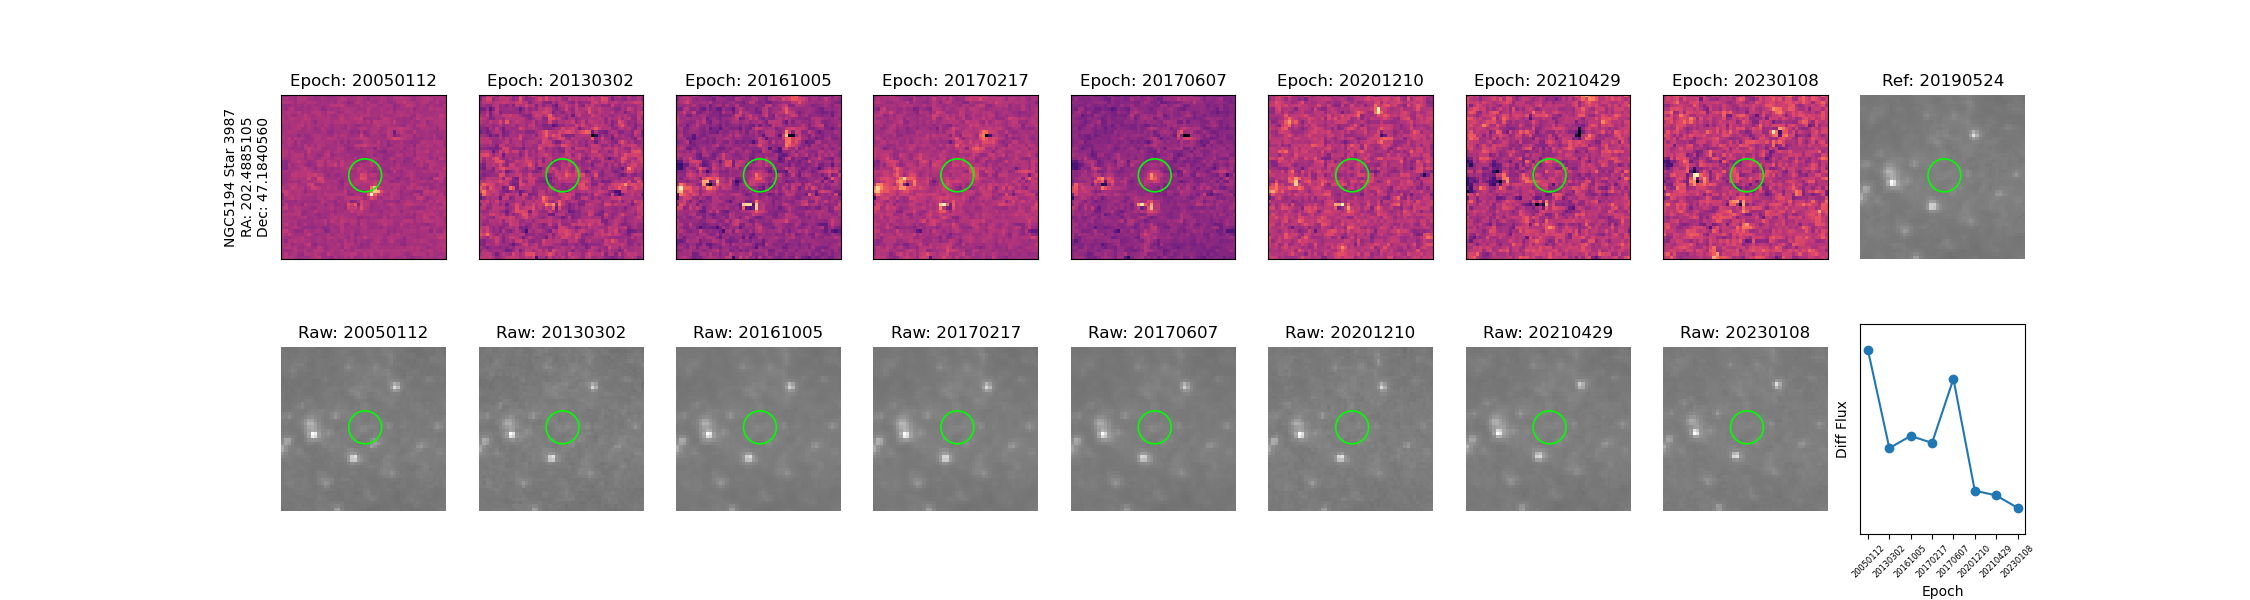 NGC5194 Star 3987
RA: 202.4885105
Dec: 47.1840560
Epoch: 20050112
Epoch: 20130302
Epoch: 20161005
Epoch: 20170217
Epoch: 20170607
Epoch: 20201210
Epoch: 20210429
Epoch: 20230108
Ref: 20190524
Raw: 20050112
Raw: 20130302
Raw: 20161005
Raw: 20170217
Raw: 20170607
Raw: 20201210
Raw: 20210429
Raw: 20230108
Diff Flux
20050112
20130302
20161005
20170217
20170607
20201210
20210429
20230108
Epoch